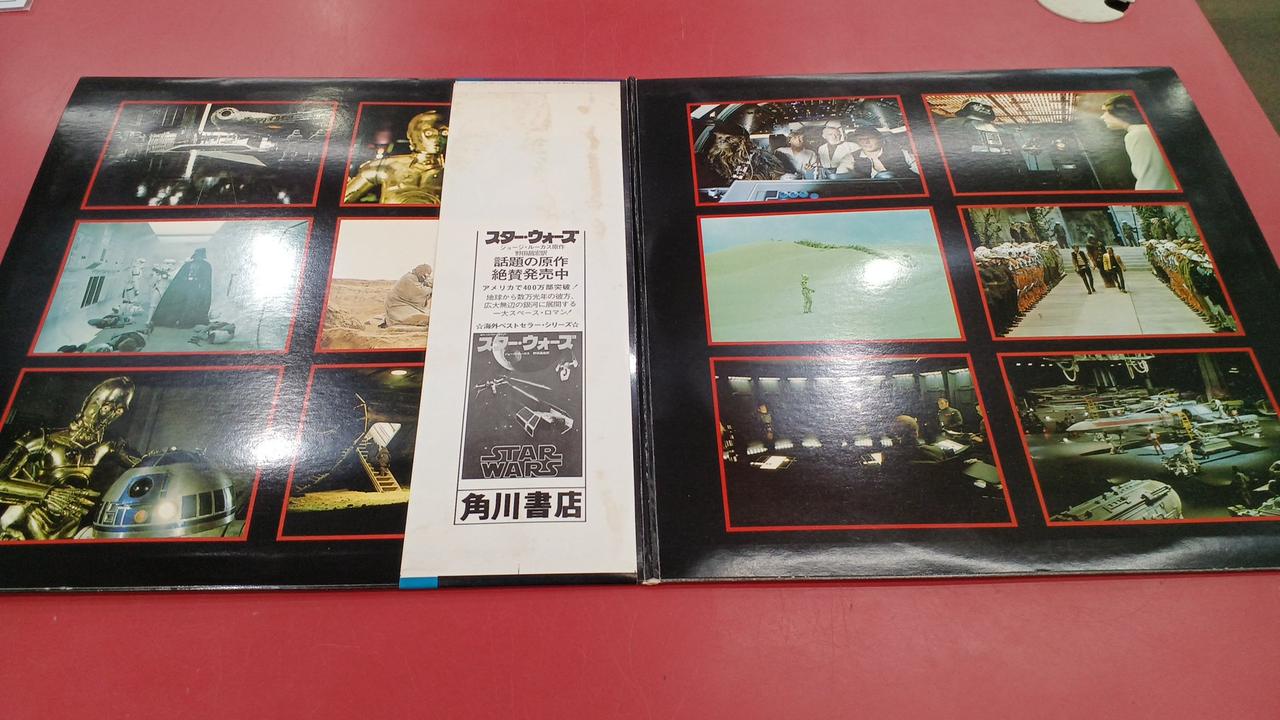 スター・ウォーズ
ジョージ・ルーカス原作
野田昌宏訳
話題の原作
絶賛発売中
アメリカで400万部突破!
地球から数万光年の彼方、
広大無辺の銀河に展開する
一大スペース・ロマン!
☆海外ベストセラー・シリーズ☆
スター・ウォーズ
STAR
WARS
角川書店